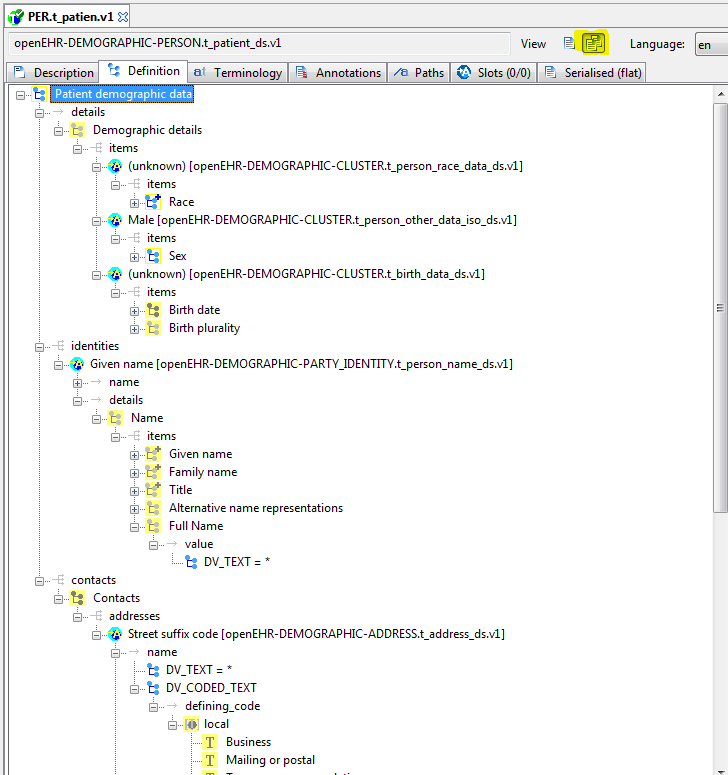 PER.t_patien.v1
openEHR-DEMOGRAPHIC-PERSON.t_patient_ds.v1 View Language: en
Description Definition Terminology Annotations Paths Slots (0/0) Serialised (flat)
Patient demographic data
details
Demographic details
items
(unknown) [openEHR-DEMOGRAPHIC-CLUSTER.t_person_race_data_ds.v1]
items
Race
Male [openEHR-DEMOGRAPHIC-CLUSTER.t_person_other_data_iso_ds.v1]
items
Sex
(unknown) [openEHR-DEMOGRAPHIC-CLUSTER.t_birth_data_ds.v1]
items
Birth date
Birth plurality
identities
Given name [openEHR-DEMOGRAPHIC-PARTY_IDENTITY.t_person_name_ds.v1]
name
details
Name
items
Given name
Family name
Title
Alternative name representations
Full Name
value
DV_TEXT = *
contacts
Contacts
addresses
Street suffix code [openEHR-DEMOGRAPHIC-ADDRESS.t_address_ds.v1]
name
DV_TEXT = *
DV_CODED_TEXT
defining_code
local
Business
Mailing or postal